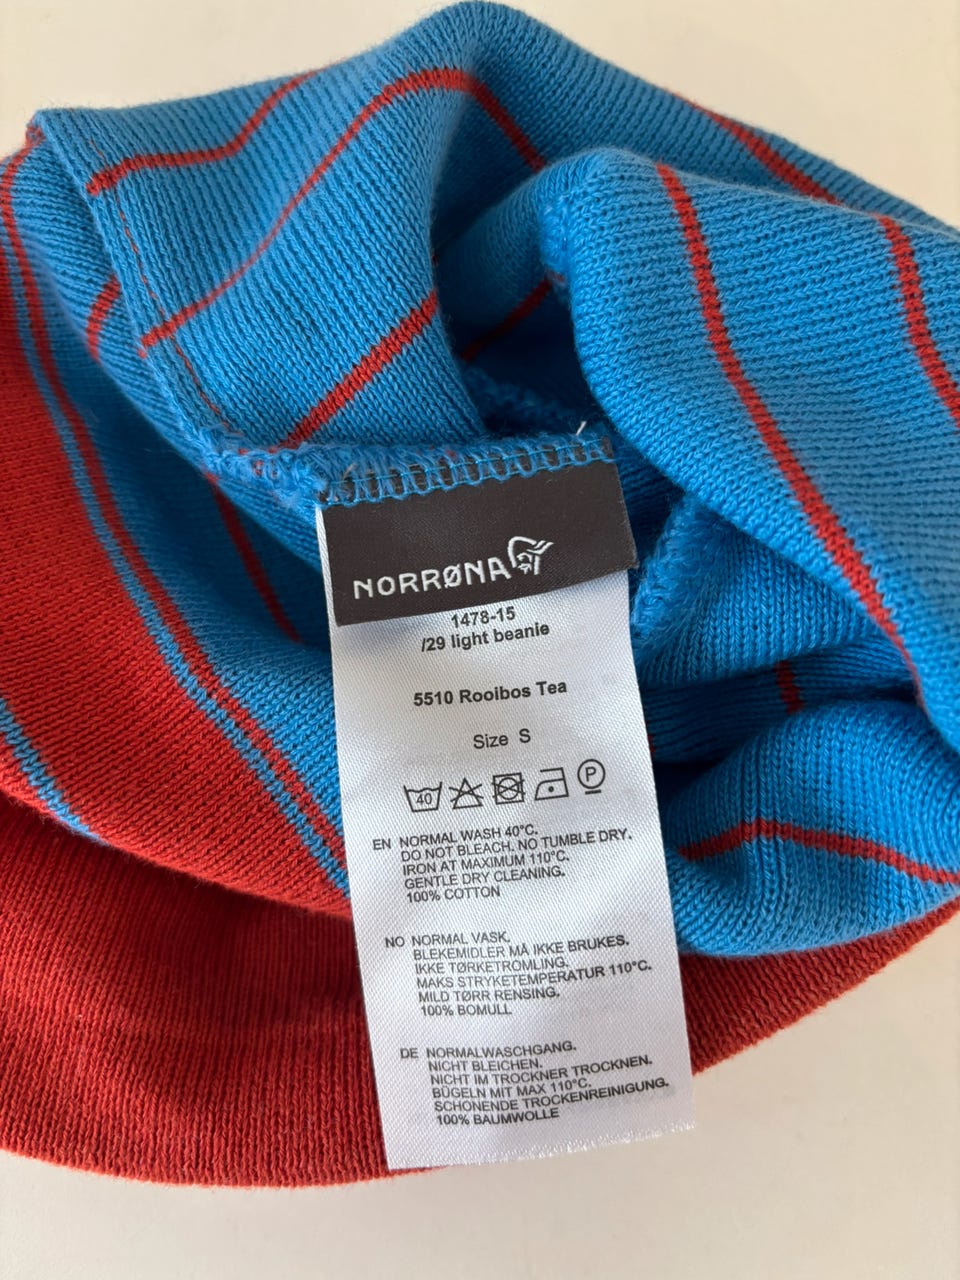 NORRØNA
1478-15
/29 light beanie
5510 Rooibos Tea
Size S
40 P
EN NORMAL WASH 40°C.
DO NOT BLEACH. NO TUMBLE DRY.
IRON AT MAXIMUM 110°C.
GENTLE DRY CLEANING.
100% COTTON
NO NORMAL VASK.
BLEKEMIDLER MÅ IKKE BRUKES.
IKKE TØRKETROMLING.
MAKS STRYKETEMPERATUR 110°C.
MILD TØRR RENSING.
100% BOMULL
DE NORMALWASCHGANG.
NICHT BLEICHEN.
NICHT IM TROCKNER TROCKNEN.
BÜGELN MIT MAX 110°C.
SCHONENDE TROCKENREINIGUNG.
100% BAUMWOLLE